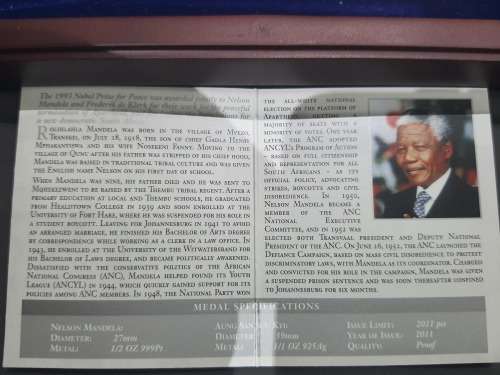 The 1993 Nobel Prize for Peace was awarded jointly to Nelson
Mandela and Frederik de Klerk for their work for the peaceful
termination of
a new democratic South
ROLIHLAHLA MANDELA WAS BORN IN THE VILLAGE OF MVEZO,
TRANSKEI, ON JULY 18, 1918, THE SON OF CHIEF GADLA HENRY
MPHAKANYISWA AND HIS WIFE NOSEKENI FANNY. MOVING TO THE
VILLAGE OF QUNU AFTER HIS FATHER WAS STRIPPED OF HIS CHIEF HOOD,
MANDELA WAS BASED IN TRADITIONAL TRIBAL CULTURE AND WAS GIVEN
THE ENGLISH NAME NELSON ON HIS FIRST DAY OF SCHOOL.
WHEN MANDELA WAS NINE, HIS FATHER DIED AND HE WAS SENT TO
MQHEKEZWENI TO BE RAISED BY THE THEMBU TRIBAL REGENT. AFTER A
PRIMARY EDUCATION AT LOCAL AND THEMBU SCHOOLS, HE GRADUATED
FROM HEALDTOWN COLLEGE IN 1939 AND SOON ENROLLED AT THE
UNIVERSITY OF FORT HARE, WHERE HE WAS SUSPENDED FOR HIS ROLE IN
A STUDENT BOYCOTT. LEAVING FOR JOHANNESBURG IN 1941 TO AVOID
AN ARRANGED MARRIAGE, HE FINISHED HIS BACHELOR OF ARTS DEGREE
BY CORRESPONDENCE WHILE WORKING AS A CLERK IN A LAW OFFICE. IN
1943, HE ENROLLED AT THE UNIVERSITY OF THE WITWATERSRAND FOR
HIS BACHELOR OF LAWS DEGREE, AND BECAME POLITICALLY AWAKENED.
DISSATISFIED WITH THE CONSERVATIVE POLITICS OF THE AFRICAN
NATIONAL CONGRESS (ANC), MANDELA HELPED FOUND ITS YOUTH
LEAGUE (ANCYL) IN 1944, WHICH QUICKLY GAINED SUPPORT FOR ITS
POLICIES AMONG ANC MEMBERS. IN 1948, THE NATIONAL PARTY WON
THE ALL-WHITE NATIONAL
ELECTION ON THE PLATFORM OF
APARTHEID, GETTING
MAJORITY OF SEATS WITH A
MINORITY OF VOTES. ONE YEAR
LATER, THE ANC ADOPTED
ANCYL'S PROGRAM OF ACTION
- BASED ON FULL CITIZENSHIP
AND REPRESENTATION FOR ALL
SOUTH AFRICANS - AS ITS
OFFICIAL POLICY, ADVOCATING
STRIKES, BOYCOTTS AND CIVIL
DISOBEDIENCE. IN 1950,
NELSON MANDELA BECAME A
MEMBER OF THE ANC
NATIONAL EXECUTIVE
COMMITTEE, AND IN 1952 WAS
ELECTED BOTH TRANSVAAL PRESIDENT AND DEPUTY NATIONAL
PRESIDENT OF THE ANC. ON JUNE 26, 1952, THE ANC LAUNCHED THE
DEFIANCE CAMPAIGN, BASED ON MASS CIVIL DISOBEDIENCE TO PROTEST
DISCRIMINATORY LAWS, WITH MANDELA AS ITS COORDINATOR. CHARGED
AND CONVICTED FOR HIS ROLE IN THE CAMPAIGN, MANDELA WAS GIVEN
A SUSPENDED PRISON SENTENCE AND WAS SOON THEREAFTER CONFINED
TO JOHANNESBURG FOR SIX MONTHS.
MEDAL SPECIFICATIONS
NELSON MANDELA:
DIAMETER: 27mm
METAL: 1/2 OZ 999Pt
AUNG SAN SUU KYI:
DIAMETER: 39mm
METAL: 1/1 OZ 925Ag
ISSUE LIMIT: 2011 pcs
YEAR OF ISSUE: 2011
QUALITY: Proof